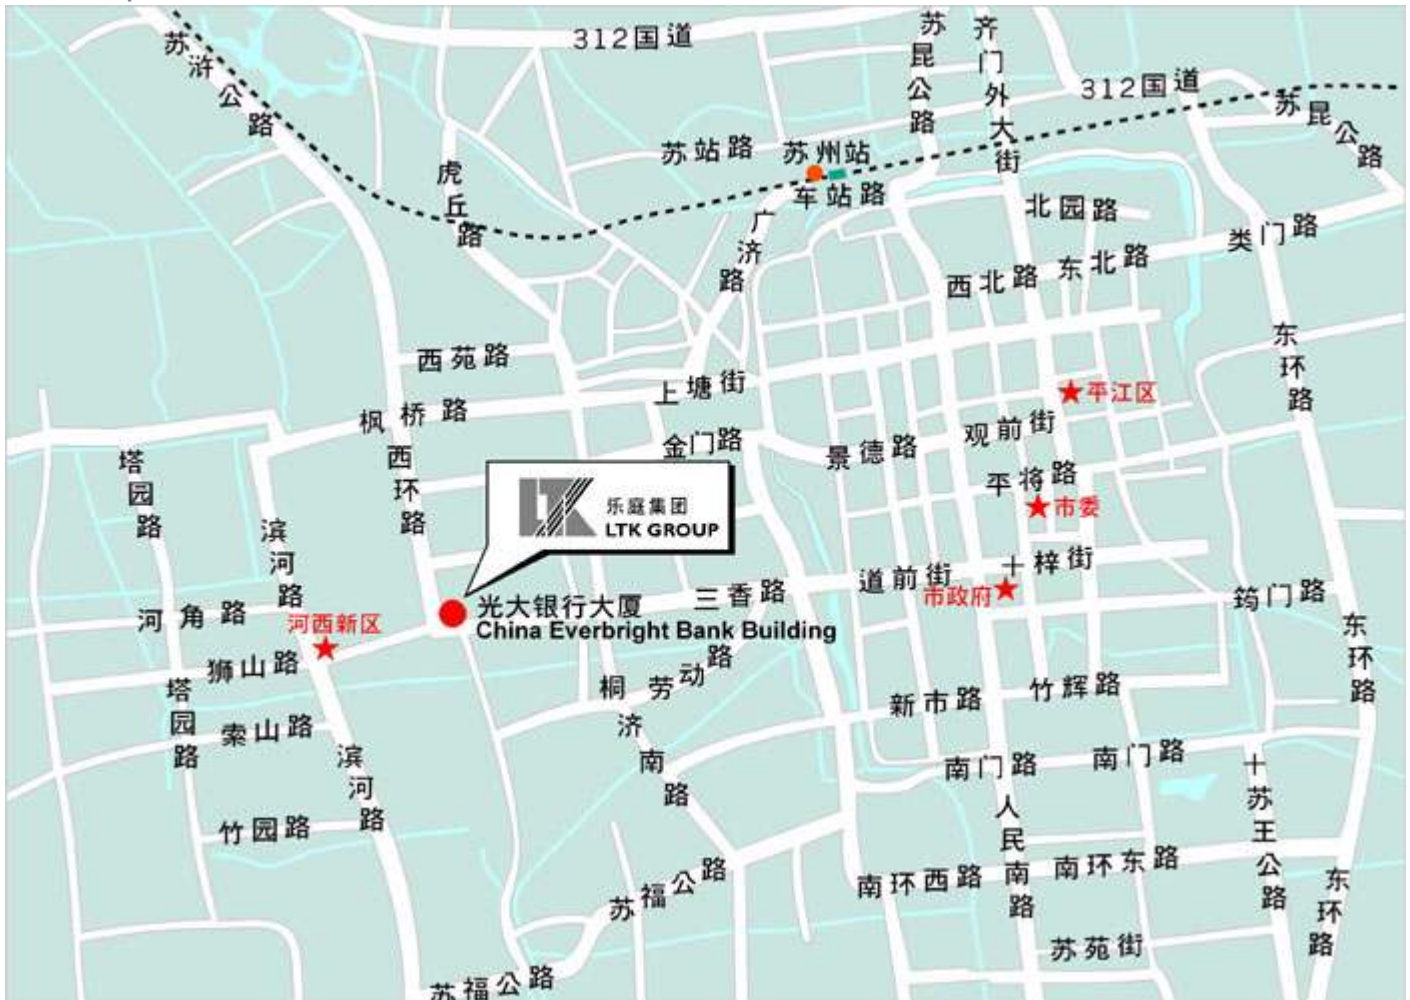 苏浒公路
312国道
苏昆公路
齐门外大街
312国道
苏昆公路
苏站路
苏州站
车站路
虎丘路
广济路
北园路
类门路
西北路
东北路
西苑路
上塘街
东环路
平江区
枫桥路
金门路
景德路
观前街
平将路
市委
塔园路
西环路
滨河路
LTK
乐庭集团
LTK GROUP
道前街
十梓街
市政府
三香路
筠门路
光大银行大厦
China Everbright Bank Building
河角路
河西新区
狮山路
东环路
桐济南路
劳动路
新市路
竹辉路
塔园路
索山路
滨河路
南门路
南门路
竹园路
人民南路
十苏王公路
南环西路
南环东路
苏福公路
东环路
苏苑街
苏福公路